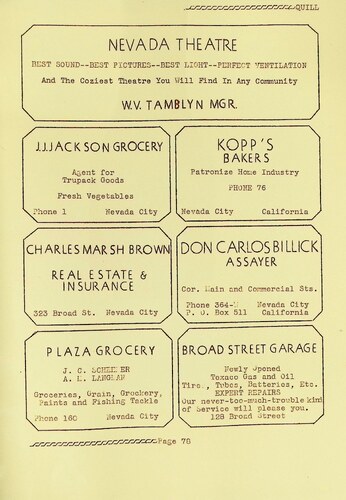 QUILL
NEVADA THEATRE
BEST SOUND--BEST PICTURES--BEST LIGHT--PERFECT VENTILATION
And The Coziest Theatre You Will Find In Any Community
W.V. TAMBLYN MGR.
J.J.JACKSON GROCERY
Agent for
Trupack Goods
Fresh Vegetables
Phone 1 Nevada City
KOPP'S
BAKERS
Patronize Home Industry
PHONE 76
Nevada City California
CHARLES MARSH BROWN
REAL ESTATE &
INSURANCE
323 Broad St. Nevada City
DON CARLOS BILLICK
ASSAYER
Cor. Main and Commercial Sts.
Phone 364- Nevada City
P. O. Box 511 California
PLAZA GROCERY
J. C.
A. LANGMAN
Groceries, Grain, Crockery,
Paints and Fishing Tackle
Phone 160 Nevada City
BROAD STREET GARAGE
Newly Opened
Texaco Gas and Oil
Tires, Tubes, Batteries, Etc.
EXPERT REPAIRS
Our never-too-much-trouble kind
of Service will please you.
128 Broad Street
Page 78